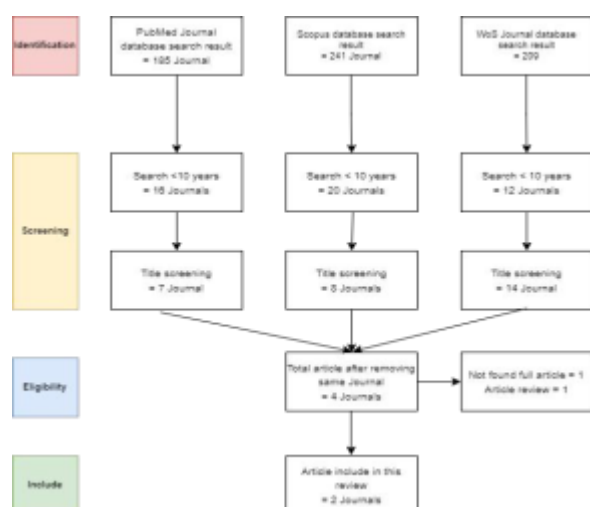 Identification
PubMed Journal
database search result
= 185 Journal
Scopus database search
result
= 241 Journal
WoS Journal database
search result
= 209
Screening
Search <10 years
= 16 Journals
Search < 10 years
= 20 Journals
Search < 10 years
= 12 Journals
Title screening
= 7 Journal
Title screening
= 8 Journals
Title screening
= 14 Journal
Eligibility
Total article after removing
same Journal
= 4 Journals
Not found full article = 1
Article review = 1
Include
Article include in this
review
= 2 Journals